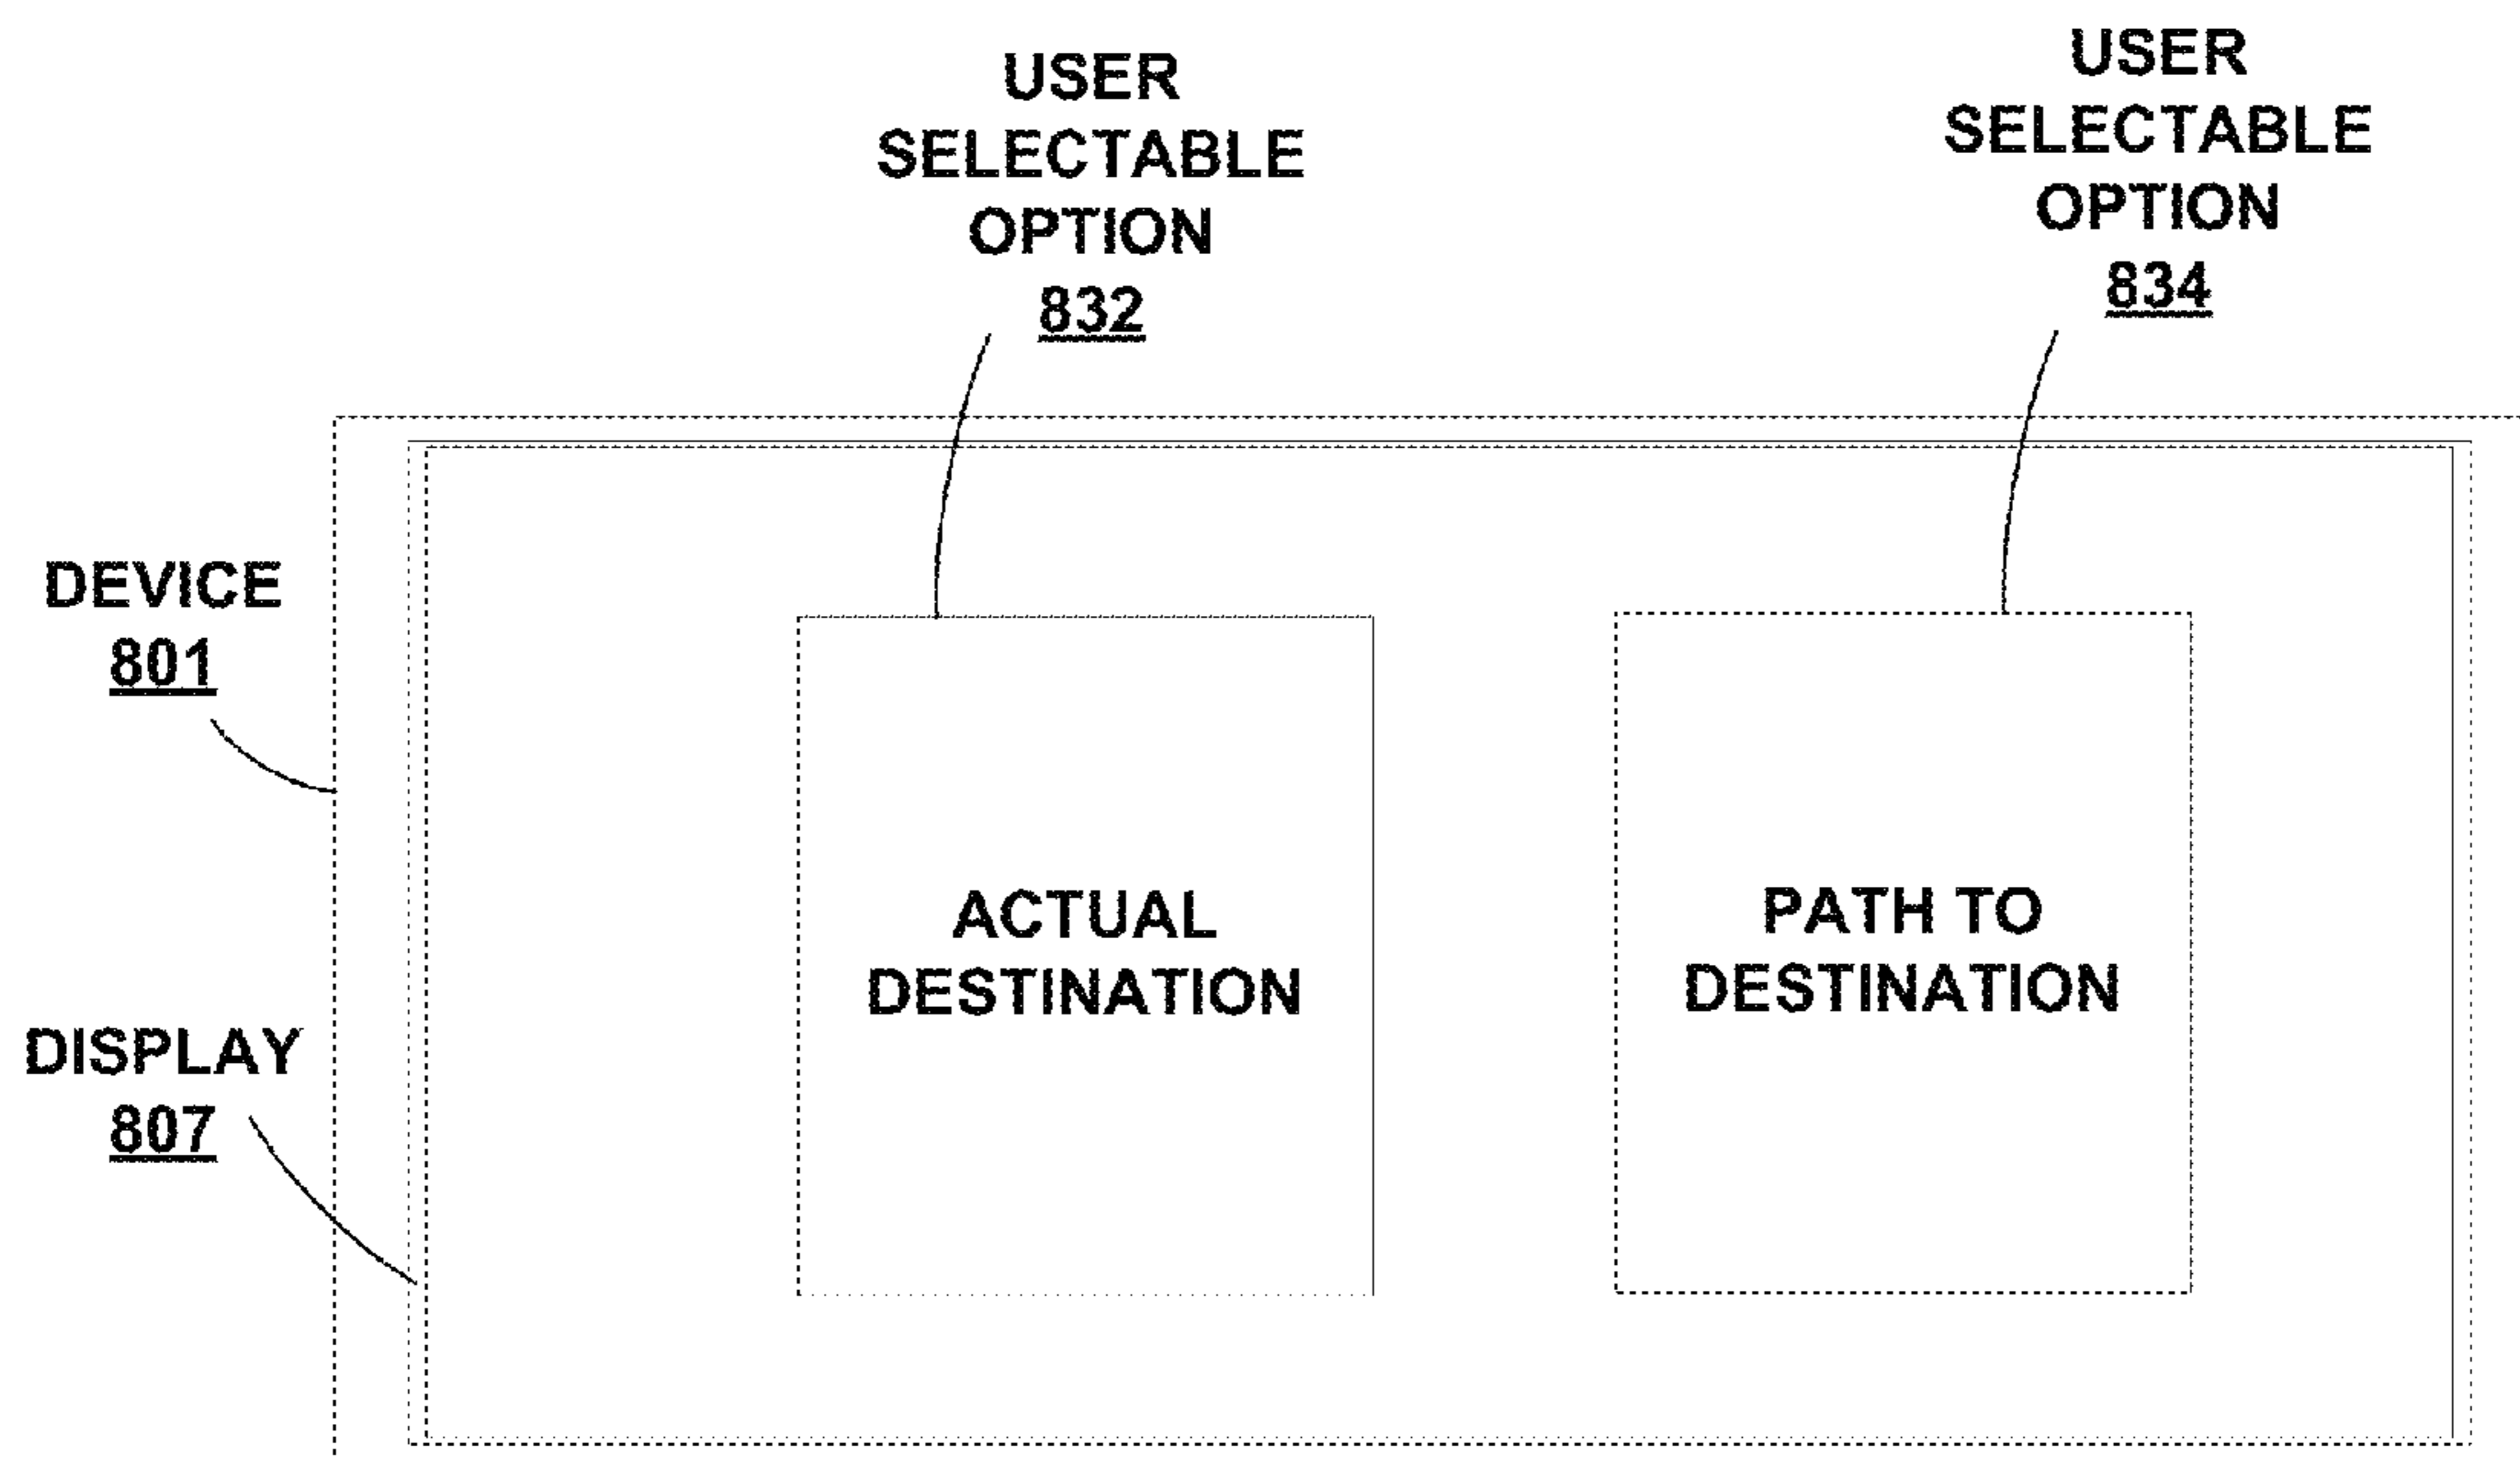 USER
SELECTABLE
OPTION
832
USER
SELECTABLE
OPTION
834
DEVICE
801
ACTUAL
DESTINATION
PATH TO
DESTINATION
DISPLAY
807